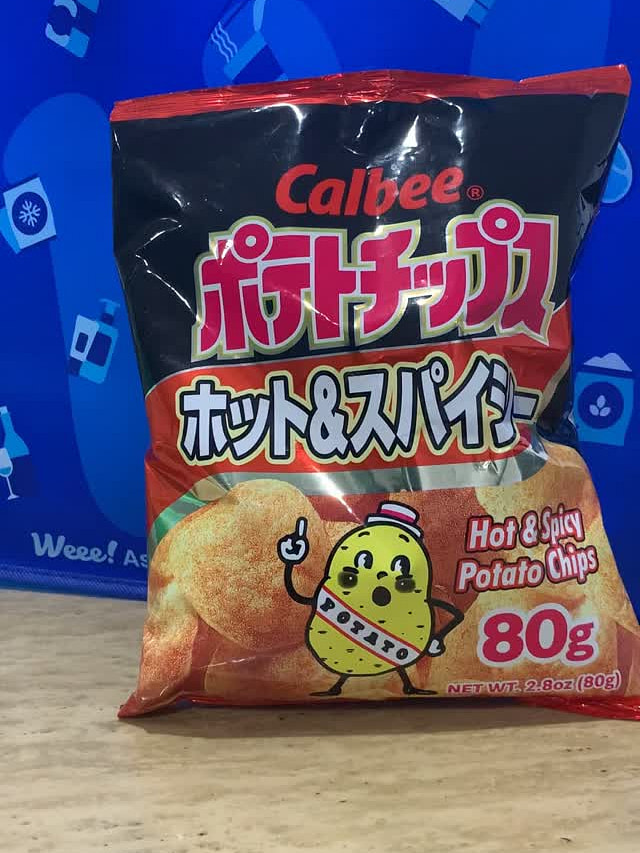 Calbee®
ポテトチップス
ホット&スパイシー
Hot & Spicy
Potato Chips
POTATO
80g
NET WT. 2.8oz (80g)
Weee! As